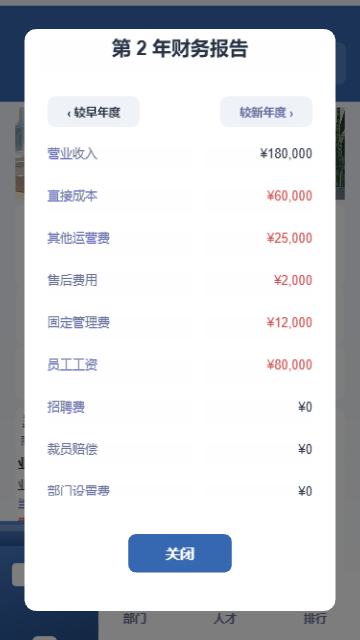 第 2 年财务报告
‹ 较早年度 较新年度 ›
营业收入 ¥180,000
直接成本 ¥60,000
其他运营费 ¥25,000
售后费用 ¥2,000
固定管理费 ¥12,000
员工工资 ¥80,000
招聘费 ¥0
裁员赔偿 ¥0
部门设置费 ¥0
关闭
部门 人才 排行